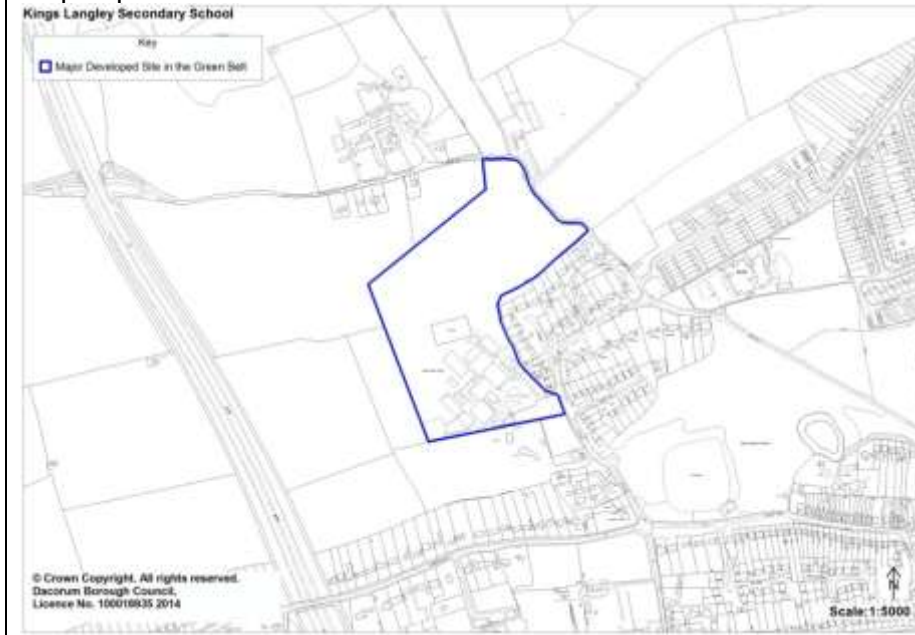 Kings Langley Secondary School
Key
Major Developed Site in the Green Belt
© Crown Copyright. All rights reserved.
Dacorum Borough Council,
Licence No. 100018935 2014
N
Scale:1:5000